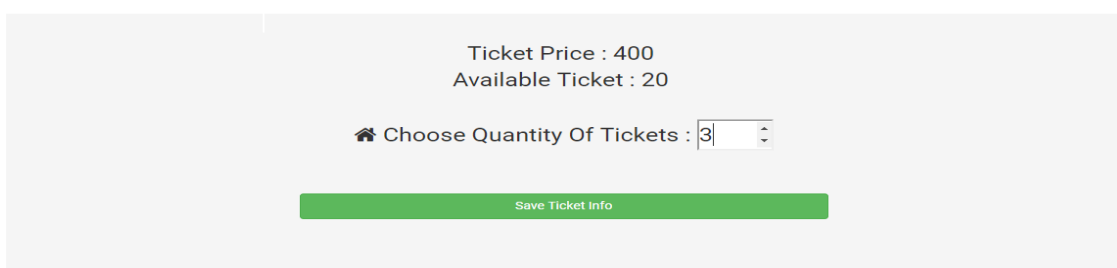 Ticket Price : 400
Available Ticket : 20
Choose Quantity Of Tickets : 3
Save Ticket Info